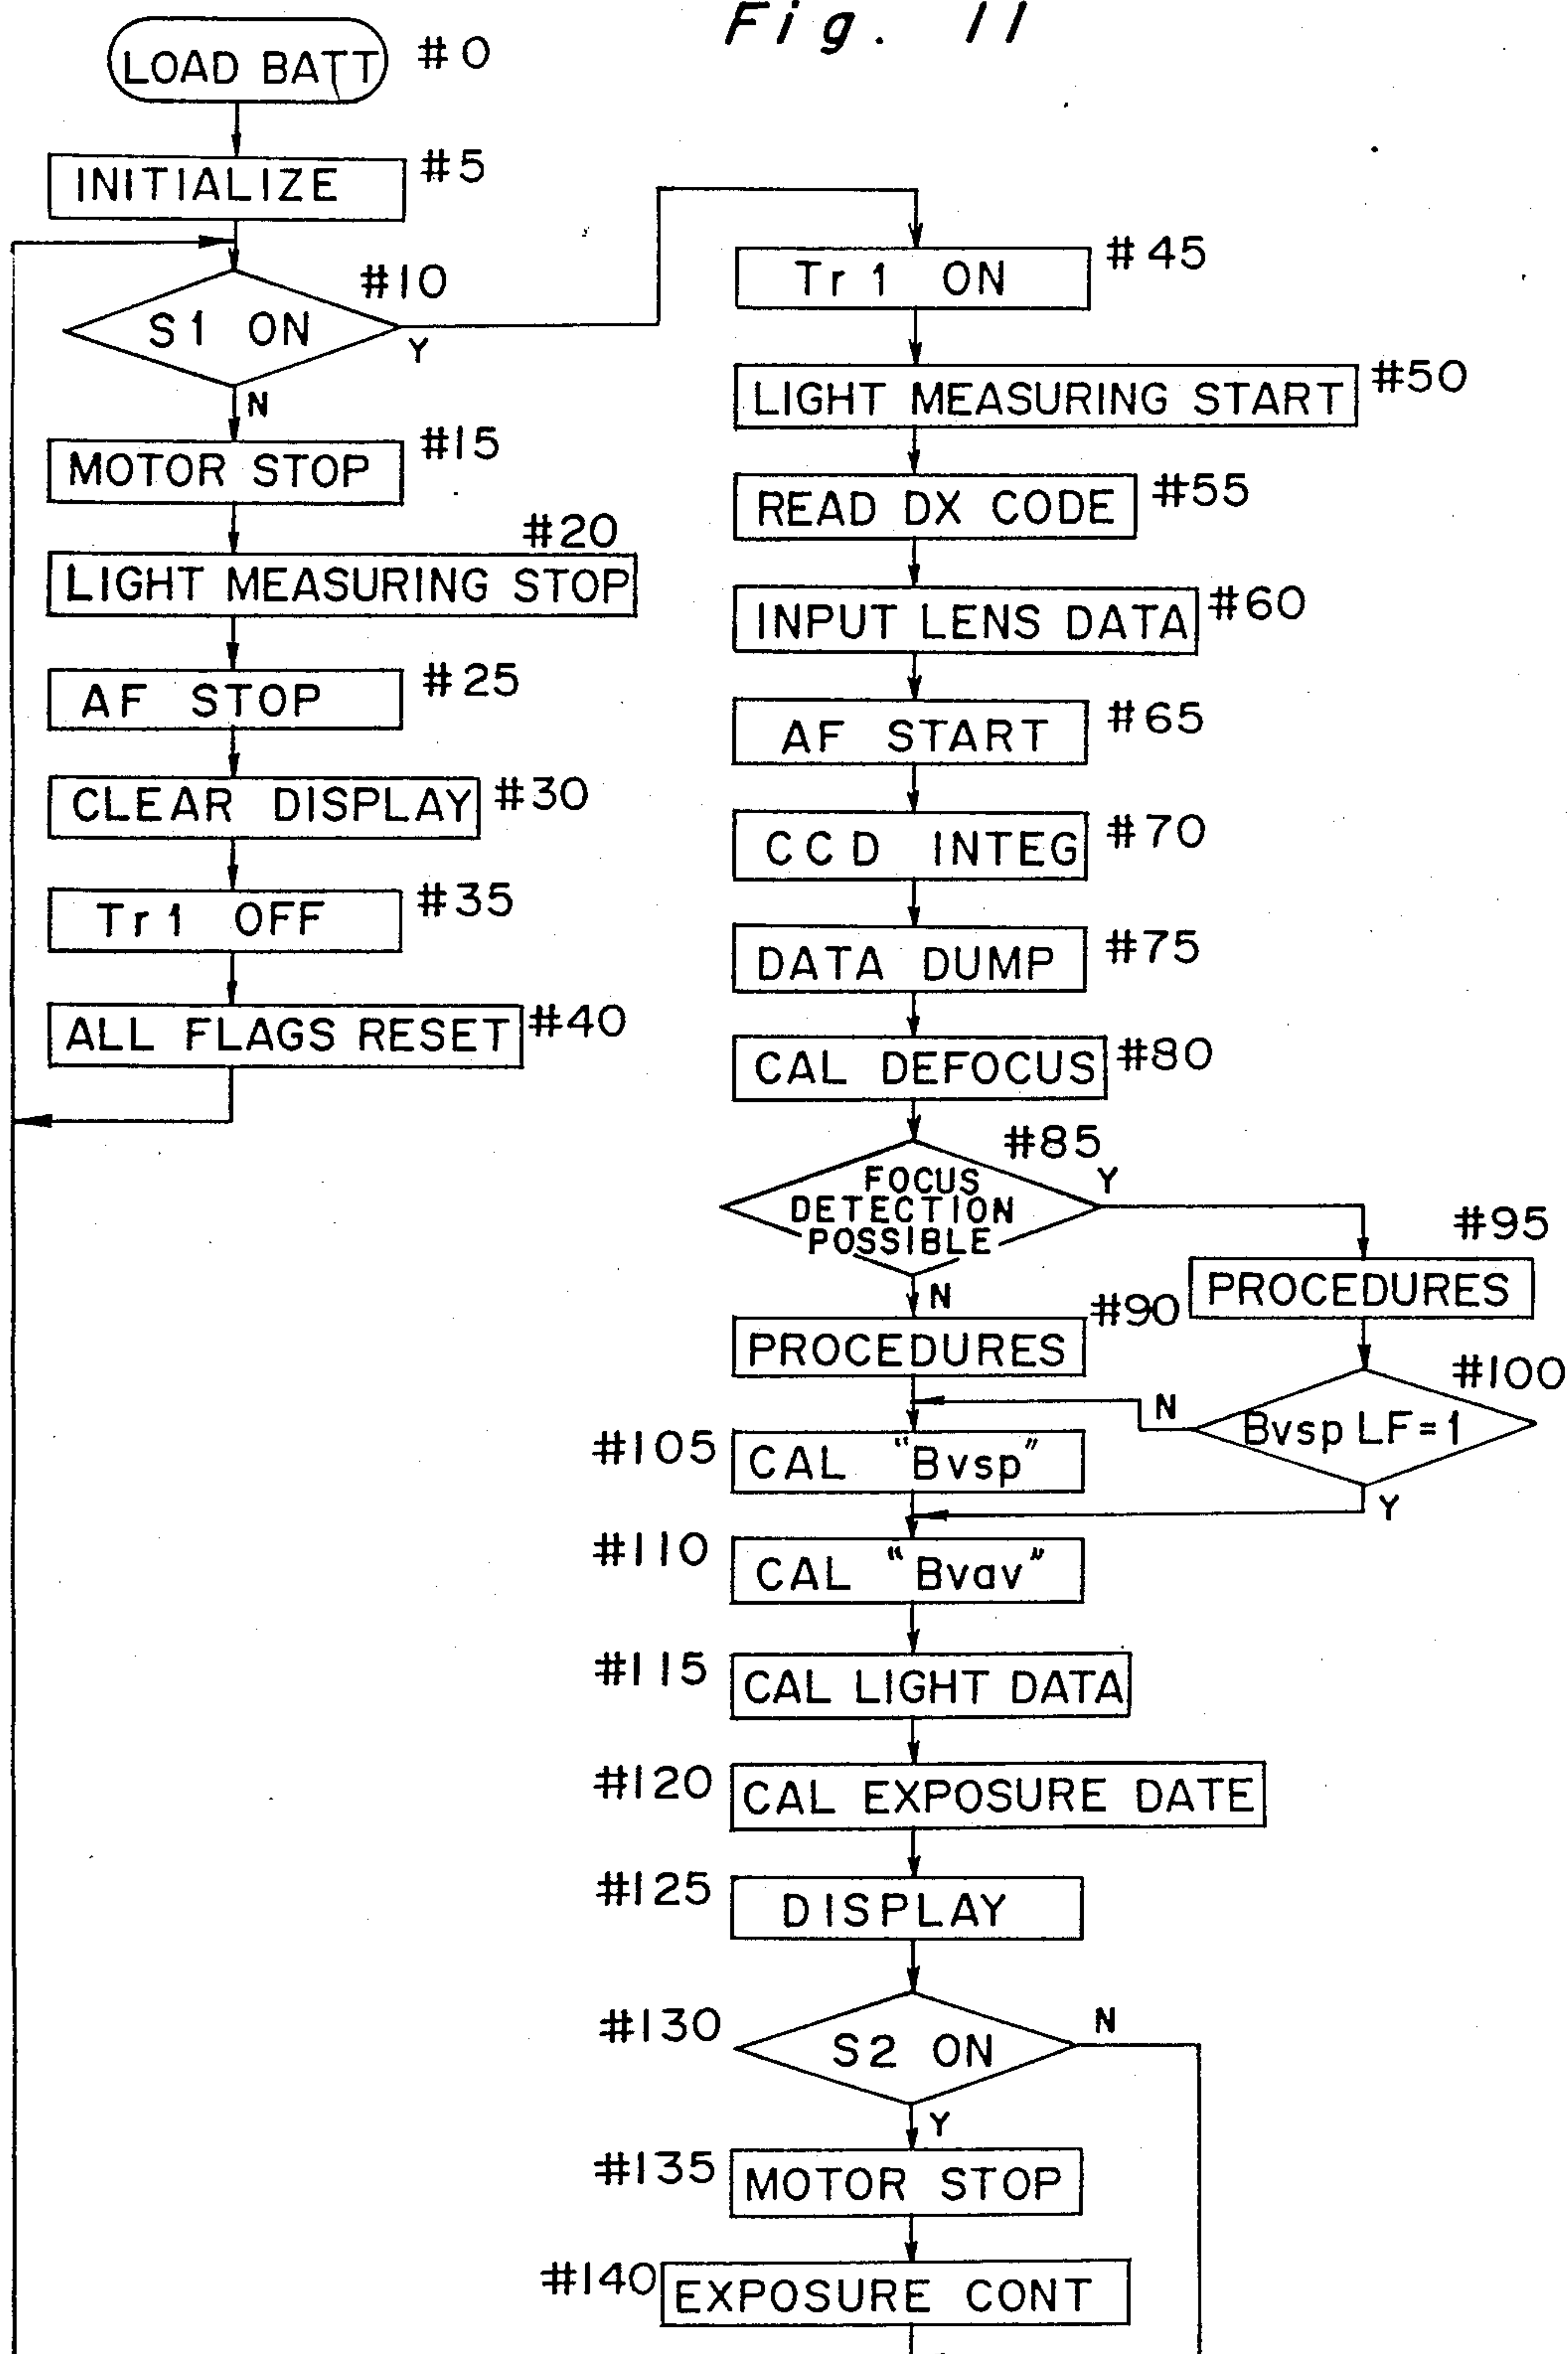 Fig. 11
LOAD BATT #0
INITIALIZE #5
#10
S1 ON
Y
N
MOTOR STOP #15
#20
LIGHT MEASURING STOP
AF STOP #25
CLEAR DISPLAY #30
Tr1 OFF #35
ALL FLAGS RESET #40
Tr1 ON #45
LIGHT MEASURING START #50
READ DX CODE #55
INPUT LENS DATA #60
AF START #65
CCD INTEG #70
DATA DUMP #75
CAL DEFOCUS #80
#85
FOCUS
DETECTION
POSSIBLE
Y
N
#95
PROCEDURES
#90
PROCEDURES
#100
Bvsp LF=1
N
Y
#105 CAL "Bvsp"
#110 CAL "Bvav"
#115 CAL LIGHT DATA
#120 CAL EXPOSURE DATE
#125 DISPLAY
#130 S2 ON
N
Y
#135 MOTOR STOP
#140 EXPOSURE CONT